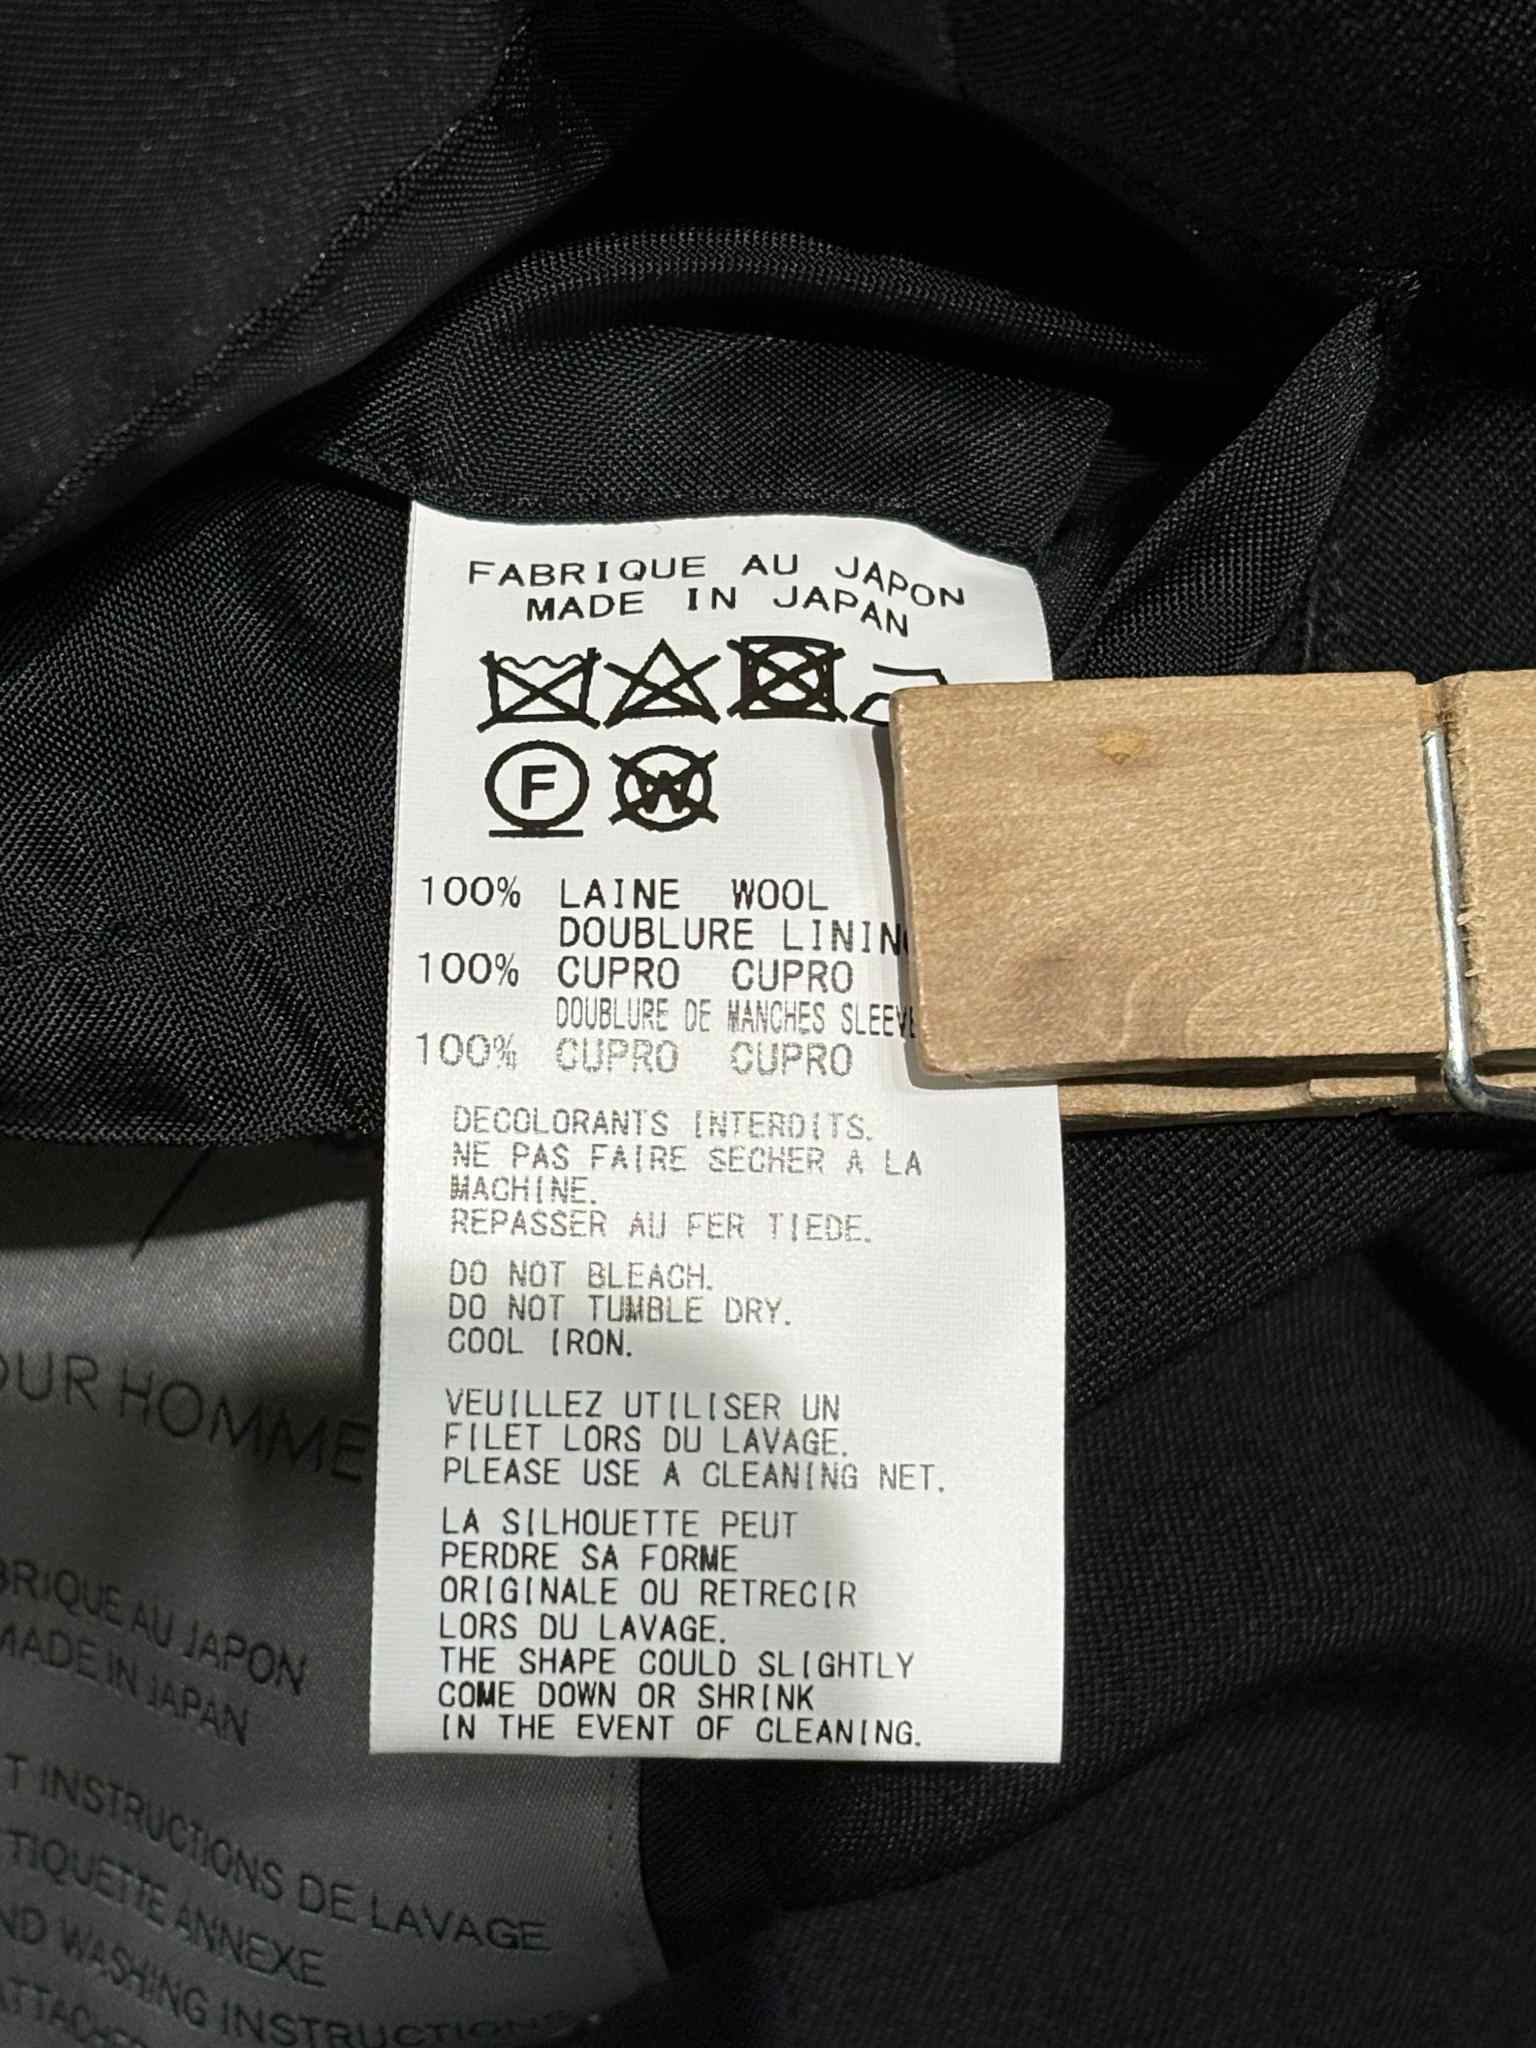 FABRIQUE AU JAPON
MADE IN JAPAN
F W
100% LAINE WOOL
DOUBLURE LINING
100% CUPRO CUPRO
DOUBLURE DE MANCHES SLEEVE
100% CUPRO CUPRO
DECOLORANTS INTERDITS.
NE PAS FAIRE SECHER A LA
MACHINE.
REPASSER AU FER TIEDE.
DO NOT BLEACH.
DO NOT TUMBLE DRY.
COOL IRON.
VEUILLEZ UTILISER UN
FILET LORS DU LAVAGE.
PLEASE USE A CLEANING NET.
LA SILHOUETTE PEUT
PERDRE SA FORME
ORIGINALE OU RETRECIR
LORS DU LAVAGE.
THE SHAPE COULD SLIGHTLY
COME DOWN OR SHRINK
IN THE EVENT OF CLEANING.
HOMME
AU JAPON
MADE IN JAPAN
INSTRUCTIONS DE LAVAGE
ANNEXE
WASHING INSTRUCTIONS